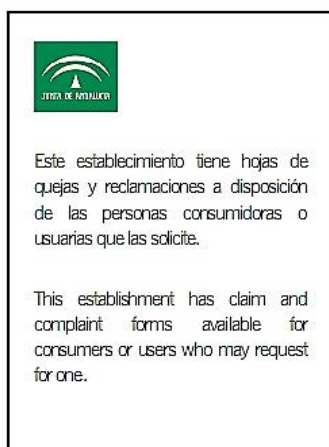 JUNTA DE ANDALUCIA
Este establecimiento tiene hojas de
quejas y reclamaciones a disposición
de las personas consumidoras o
usuarias que las solicite.
This establishment has claim and
complaint forms available for
consumers or users who may request
for one.